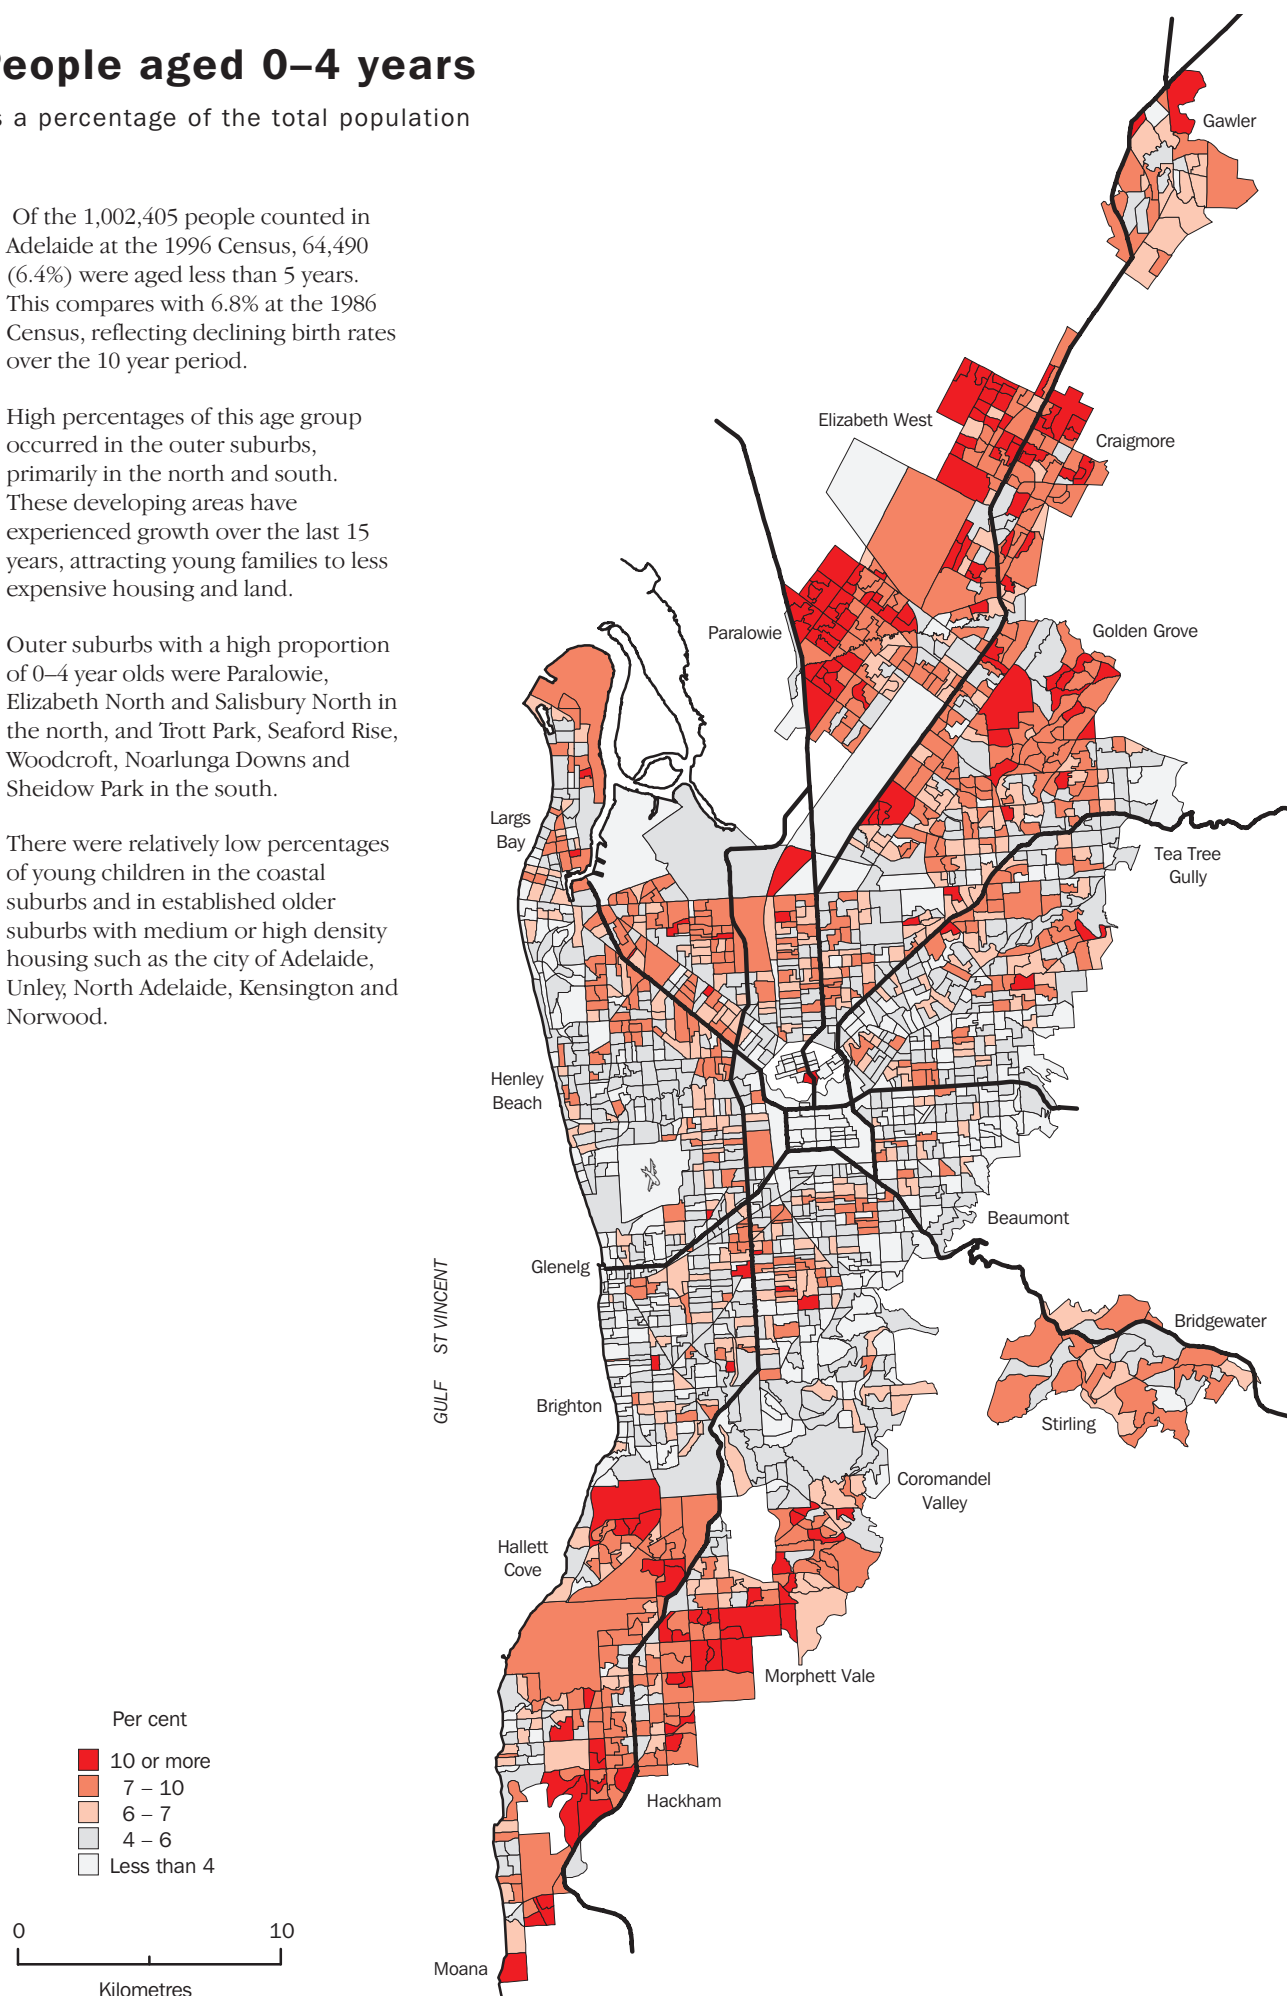 eople aged 0–4 years
s a percentage of the total population
Of the 1,002,405 people counted in
Adelaide at the 1996 Census, 64,490
(6.4%) were aged less than 5 years.
This compares with 6.8% at the 1986
Census, reflecting declining birth rates
over the 10 year period.
High percentages of this age group
occurred in the outer suburbs,
primarily in the north and south.
These developing areas have
experienced growth over the last 15
years, attracting young families to less
expensive housing and land.
Outer suburbs with a high proportion
of 0–4 year olds were Paralowie,
Elizabeth North and Salisbury North in
the north, and Trott Park, Seaford Rise,
Woodcroft, Noarlunga Downs and
Sheidow Park in the south.
There were relatively low percentages
of young children in the coastal
suburbs and in established older
suburbs with medium or high density
housing such as the city of Adelaide,
Unley, North Adelaide, Kensington and
Norwood.
Gawler
Elizabeth West
Craigmore
Paralowie
Golden Grove
Largs
Bay
Tea Tree
Gully
Henley
Beach
Beaumont
Glenelg
GULF ST VINCENT
Bridgewater
Brighton
Stirling
Coromandel
Valley
Hallett
Cove
Morphett Vale
Hackham
Moana
Per cent
10 or more
7 – 10
6 – 7
4 – 6
Less than 4
0 10
Kilometres